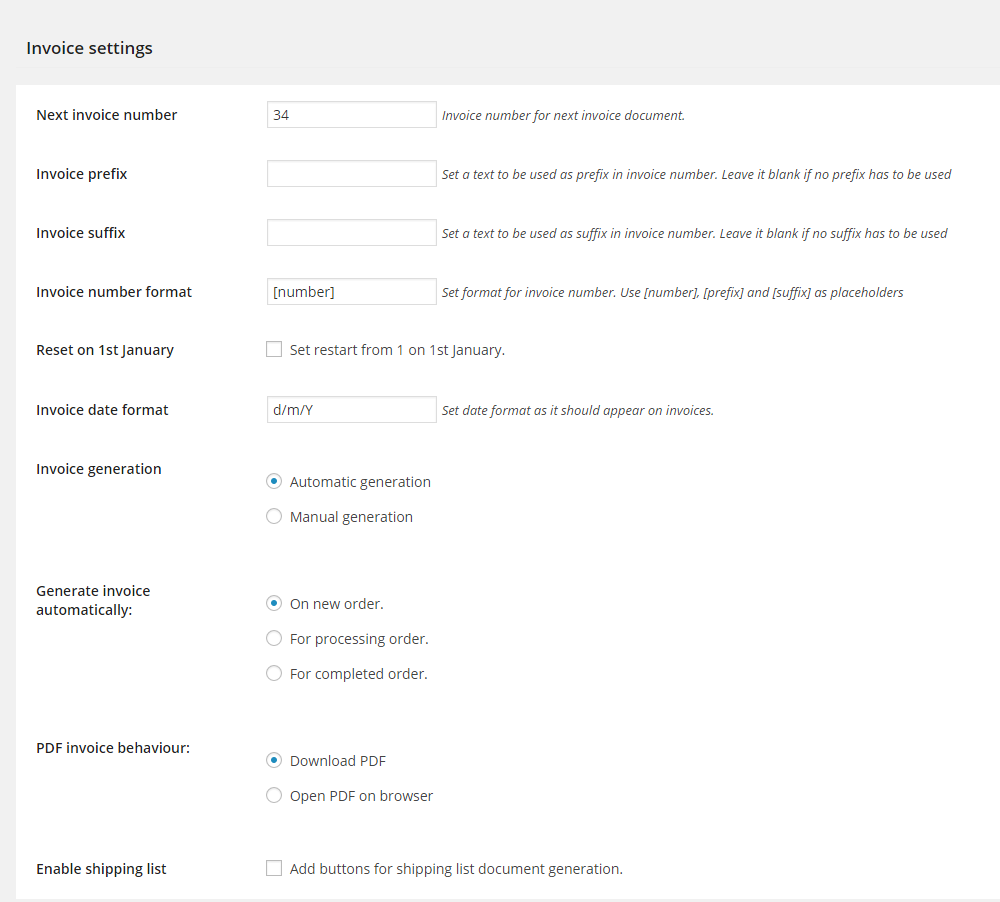 Invoice settings
Next invoice number 34 Invoice number for next invoice document.
Invoice prefix Set a text to be used as prefix in invoice number. Leave it blank if no prefix has to be used
Invoice suffix Set a text to be used as suffix in invoice number. Leave it blank if no suffix has to be used
Invoice number format [number] Set format for invoice number. Use [number], [prefix] and [suffix] as placeholders
Reset on 1st January Set restart from 1 on 1st January.
Invoice date format d/m/Y Set date format as it should appear on invoices.
Invoice generation
Automatic generation
Manual generation
Generate invoice
automatically:
On new order.
For processing order.
For completed order.
PDF invoice behaviour:
Download PDF
Open PDF on browser
Enable shipping list Add buttons for shipping list document generation.